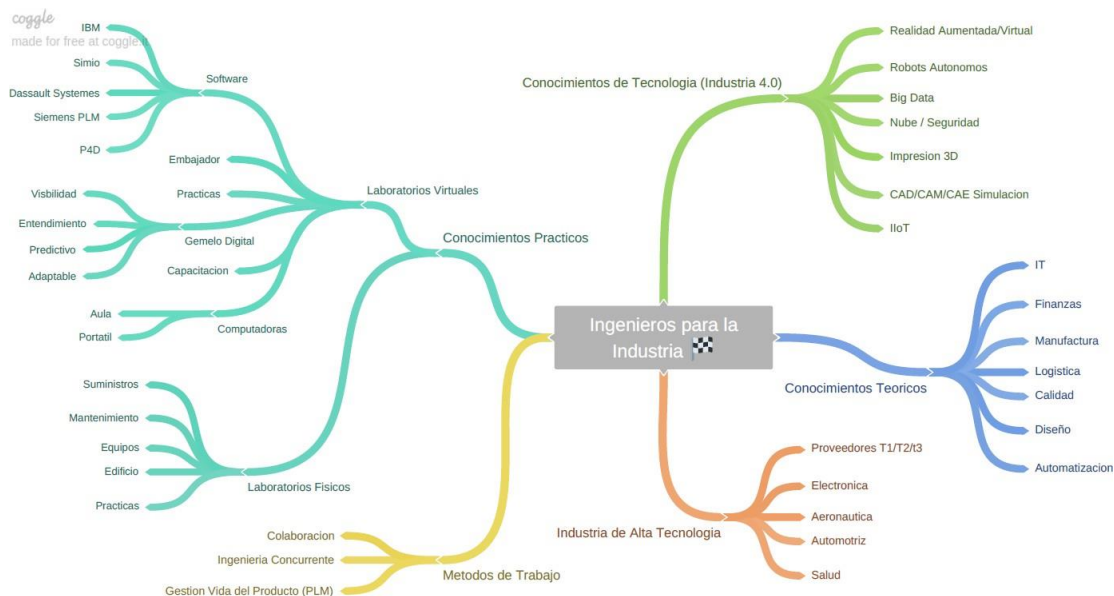 coggle
made for free at coggle.it
IBM
Simio
Dassault Systemes
Siemens PLM
P4D
Software
Embajador
Practicas
Visbilidad
Entendimiento
Predictivo
Adaptable
Gemelo Digital
Capacitacion
Aula
Portatil
Computadoras
Laboratorios Virtuales
Conocimientos Practicos
Suministros
Mantenimiento
Equipos
Edificio
Practicas
Laboratorios Fisicos
Colaboracion
Ingenieria Concurrente
Gestion Vida del Producto (PLM)
Metodos de Trabajo
Ingenieros para la
Industria
Conocimientos de Tecnologia (Industria 4.0)
Realidad Aumentada/Virtual
Robots Autonomos
Big Data
Nube / Seguridad
Impresion 3D
CAD/CAM/CAE Simulacion
IIoT
Conocimientos Teoricos
IT
Finanzas
Manufactura
Logistica
Calidad
Diseño
Automatizacion
Industria de Alta Tecnologia
Proveedores T1/T2/t3
Electronica
Aeronautica
Automotriz
Salud